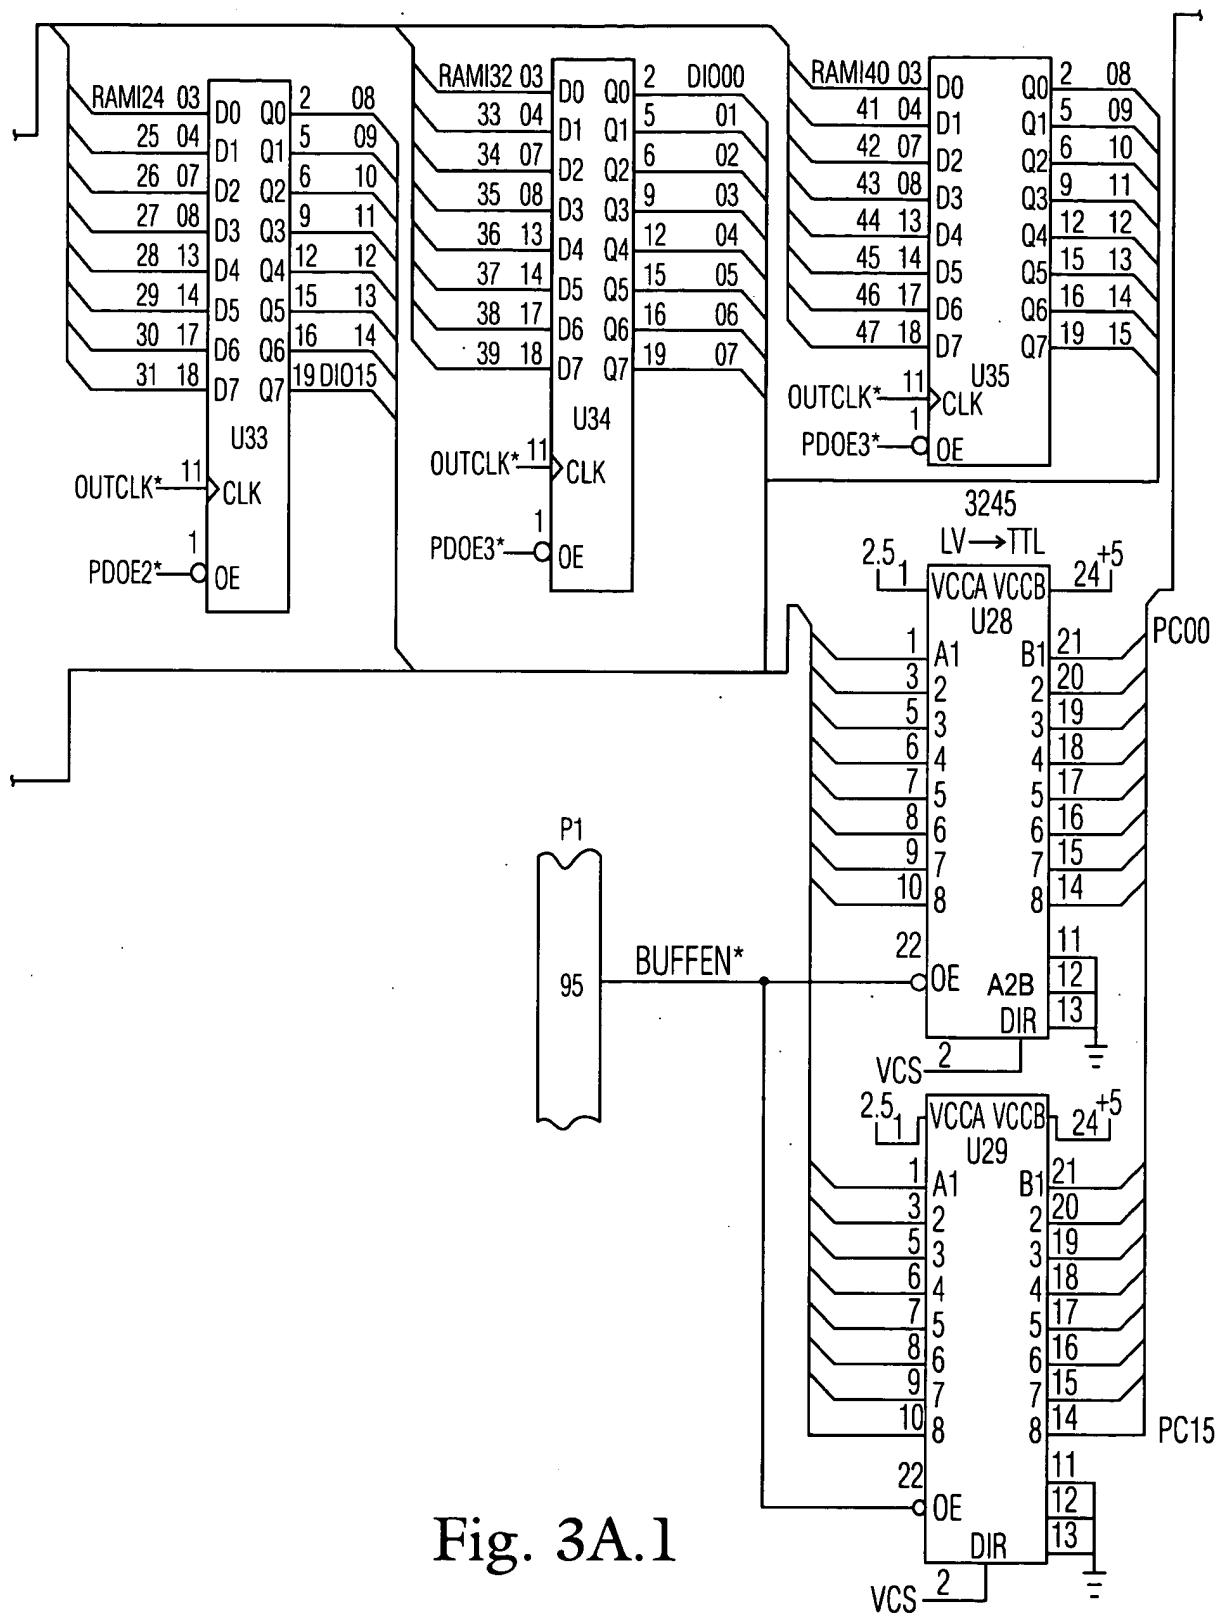 RAMI24 03 D0 Q0 2 08
25 04 D1 Q1 5 09
26 07 D2 Q2 6 10
27 08 D3 Q3 9 11
28 13 D4 Q4 12 12
29 14 D5 Q5 15 13
30 17 D6 Q6 16 14
31 18 D7 Q7 19 DIO15
U33
OUTCLK* 11 CLK
1
PDOE2* OE
RAMI32 03 D0 Q0 2 DIO00
33 04 D1 Q1 5 01
34 07 D2 Q2 6 02
35 08 D3 Q3 9 03
36 13 D4 Q4 12 04
37 14 D5 Q5 15 05
38 17 D6 Q6 16 06
39 18 D7 Q7 19 07
U34
OUTCLK* 11 CLK
1
PDOE3* OE
RAMI40 03 D0 Q0 2 08
41 04 D1 Q1 5 09
42 07 D2 Q2 6 10
43 08 D3 Q3 9 11
44 13 D4 Q4 12 12
45 14 D5 Q5 15 13
46 17 D6 Q6 16 14
47 18 D7 Q7 19 15
U35
OUTCLK* 11 CLK
1
PDOE3* OE
3245
LV→TTL
2.5 1 VCCA VCCB 24 +5
U28
PC00
1 A1 B1 21
3 2 2 20
5 3 3 19
6 4 4 18
7 5 5 17
8 6 6 16
9 7 7 15
10 8 8 14
22 11
OE A2B 12
DIR 13
VCS 2
P1
95 BUFFEN*
2.5 1 VCCA VCCB 24 +5
U29
1 A1 B1 21
3 2 2 20
5 3 3 19
6 4 4 18
7 5 5 17
8 6 6 16
9 7 7 15
10 8 8 14 PC15
22 11
OE 12
DIR 13
VCS 2
Fig. 3A.1